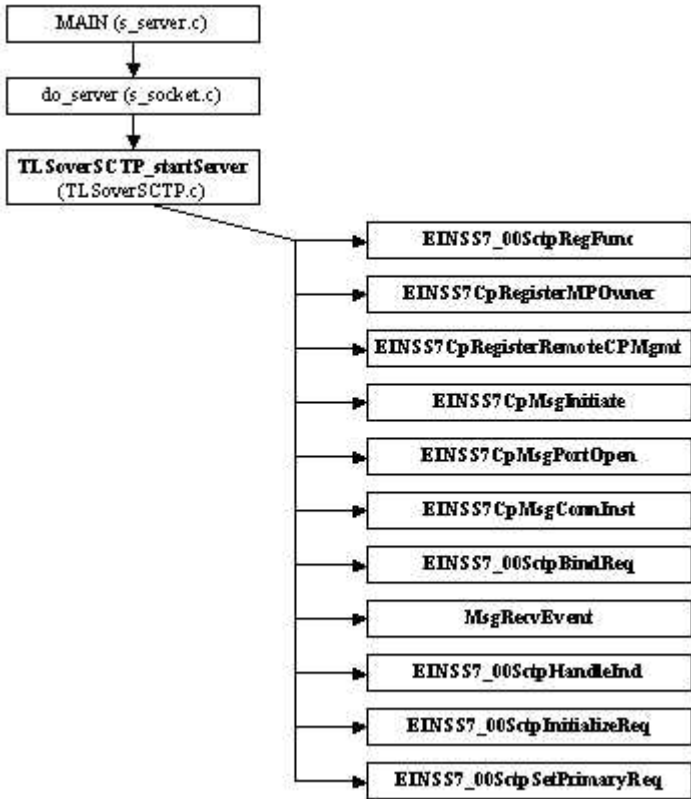 MAIN (s_server.c)
do_server (s_socket.c)
TLSoverSCTP_startServer
(TLSoverSCTP.c)
EINSS7_00SctpRegFunc
EINSS7CpRegisterMPOwner
EINSS7CpRegisterRemoteCPMgmt
EINSS7CpMsgInitiate
EINSS7CpMsgPortOpen
EINSS7CpMsgConnInst
EINSS7_00SctpBindReq
MsgRecvEvent
EINSS7_00SctpHandleInd
EINSS7_00SctpInitializeReq
EINSS7_00SctpSetPrimaryReq